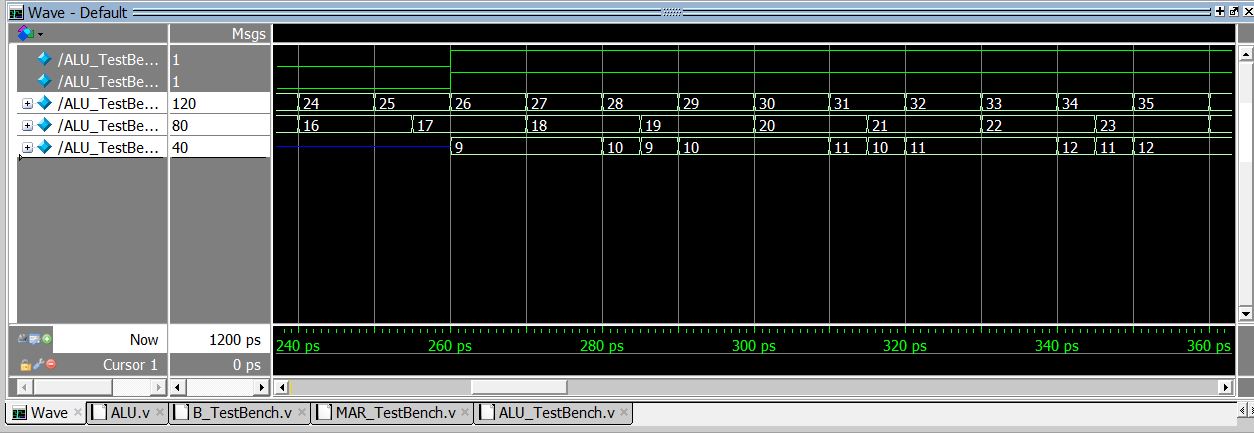 Wave - Default
Msgs
/ALU_TestBe... 1
/ALU_TestBe... 1
/ALU_TestBe... 120 24 25 26 27 28 29 30 31 32 33 34 35
/ALU_TestBe... 80 16 17 18 19 20 21 22 23
/ALU_TestBe... 40 9 10 9 10 11 10 11 12 11 12
Now 1200 ps
240 ps 260 ps 280 ps 300 ps 320 ps 340 ps 360 ps
Cursor 1 0 ps
Wave ALU.v B_TestBench.v MAR_TestBench.v ALU_TestBench.v